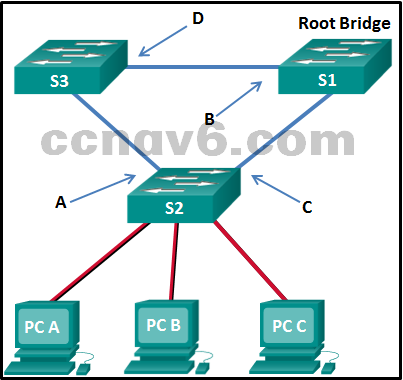 D
Root Bridge
S3
S1
B
ccnav6.com
A
S2
C
PC A
PC B
PC C